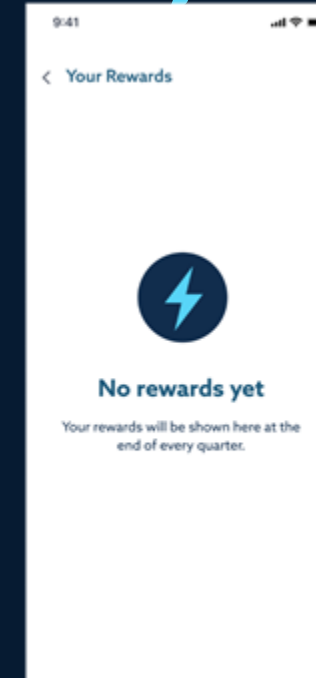 9:41
Your Rewards
No rewards yet
Your rewards will be shown here at the
end of every quarter.